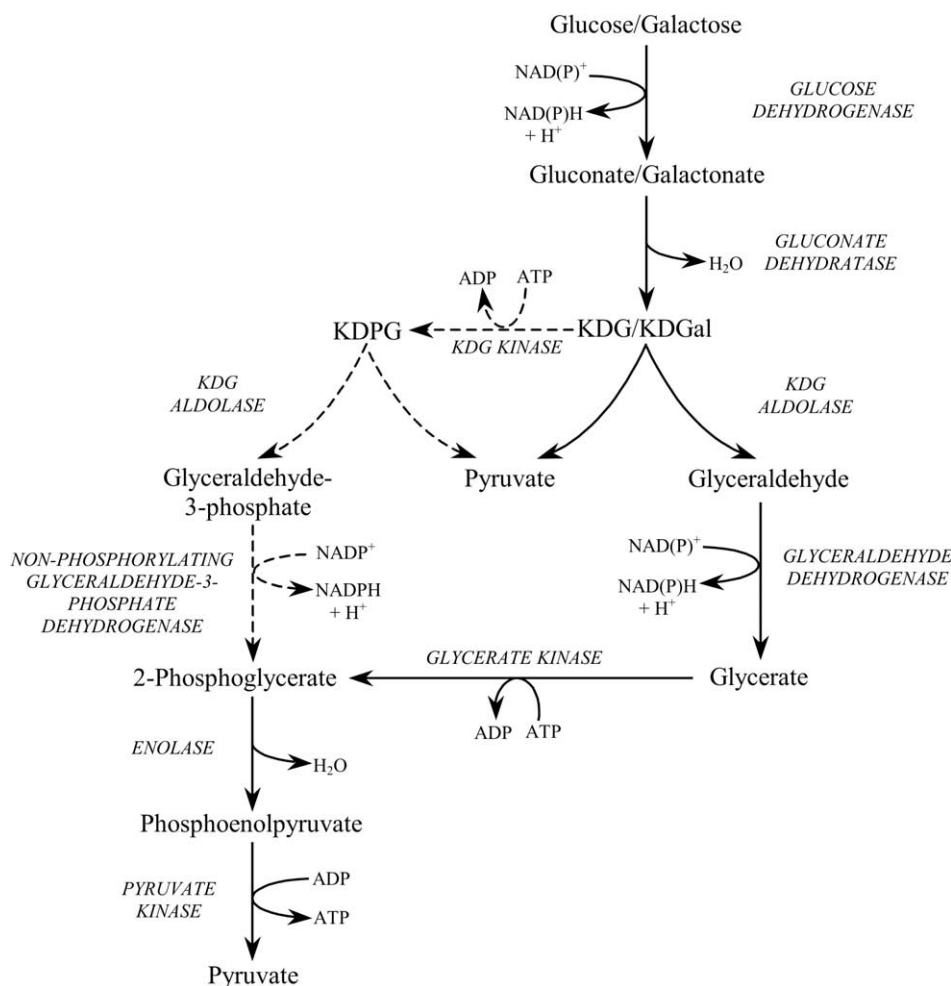 Glucose/Galactose
NAD(P)⁺
GLUCOSE
DEHYDROGENASE
NAD(P)H
+ H⁺
Gluconate/Galactonate
GLUCONATE
DEHYDRATASE
H₂O
ADP
ATP
KDPG
KDG KINASE
KDG/KDGal
KDG
ALDOLASE
KDG
ALDOLASE
Glyceraldehyde-
3-phosphate
Pyruvate
Glyceraldehyde
NON-PHOSPHORYLATING
GLYCERALDEHYDE-3-
PHOSPHATE
DEHYDROGENASE
NADP⁺
NADPH
+ H⁺
NAD(P)⁺
NAD(P)H
+ H⁺
GLYCERALDEHYDE
DEHYDROGENASE
2-Phosphoglycerate
GLYCERATE KINASE
Glycerate
ADP
ATP
ENOLASE
H₂O
Phosphoenolpyruvate
PYRUVATE
KINASE
ADP
ATP
Pyruvate